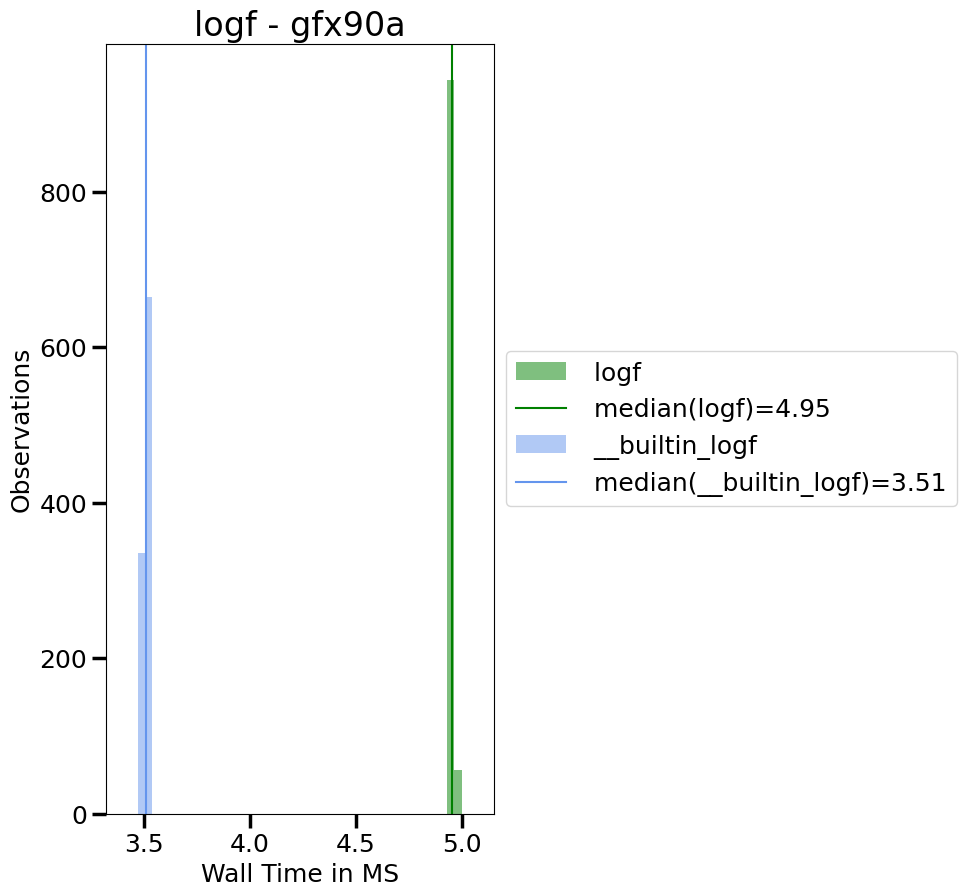 logf - gfx90a
800
600
400
200
0
Observations
3.5 4.0 4.5 5.0
Wall Time in MS
logf
median(logf)=4.95
__builtin_logf
median(__builtin_logf)=3.51